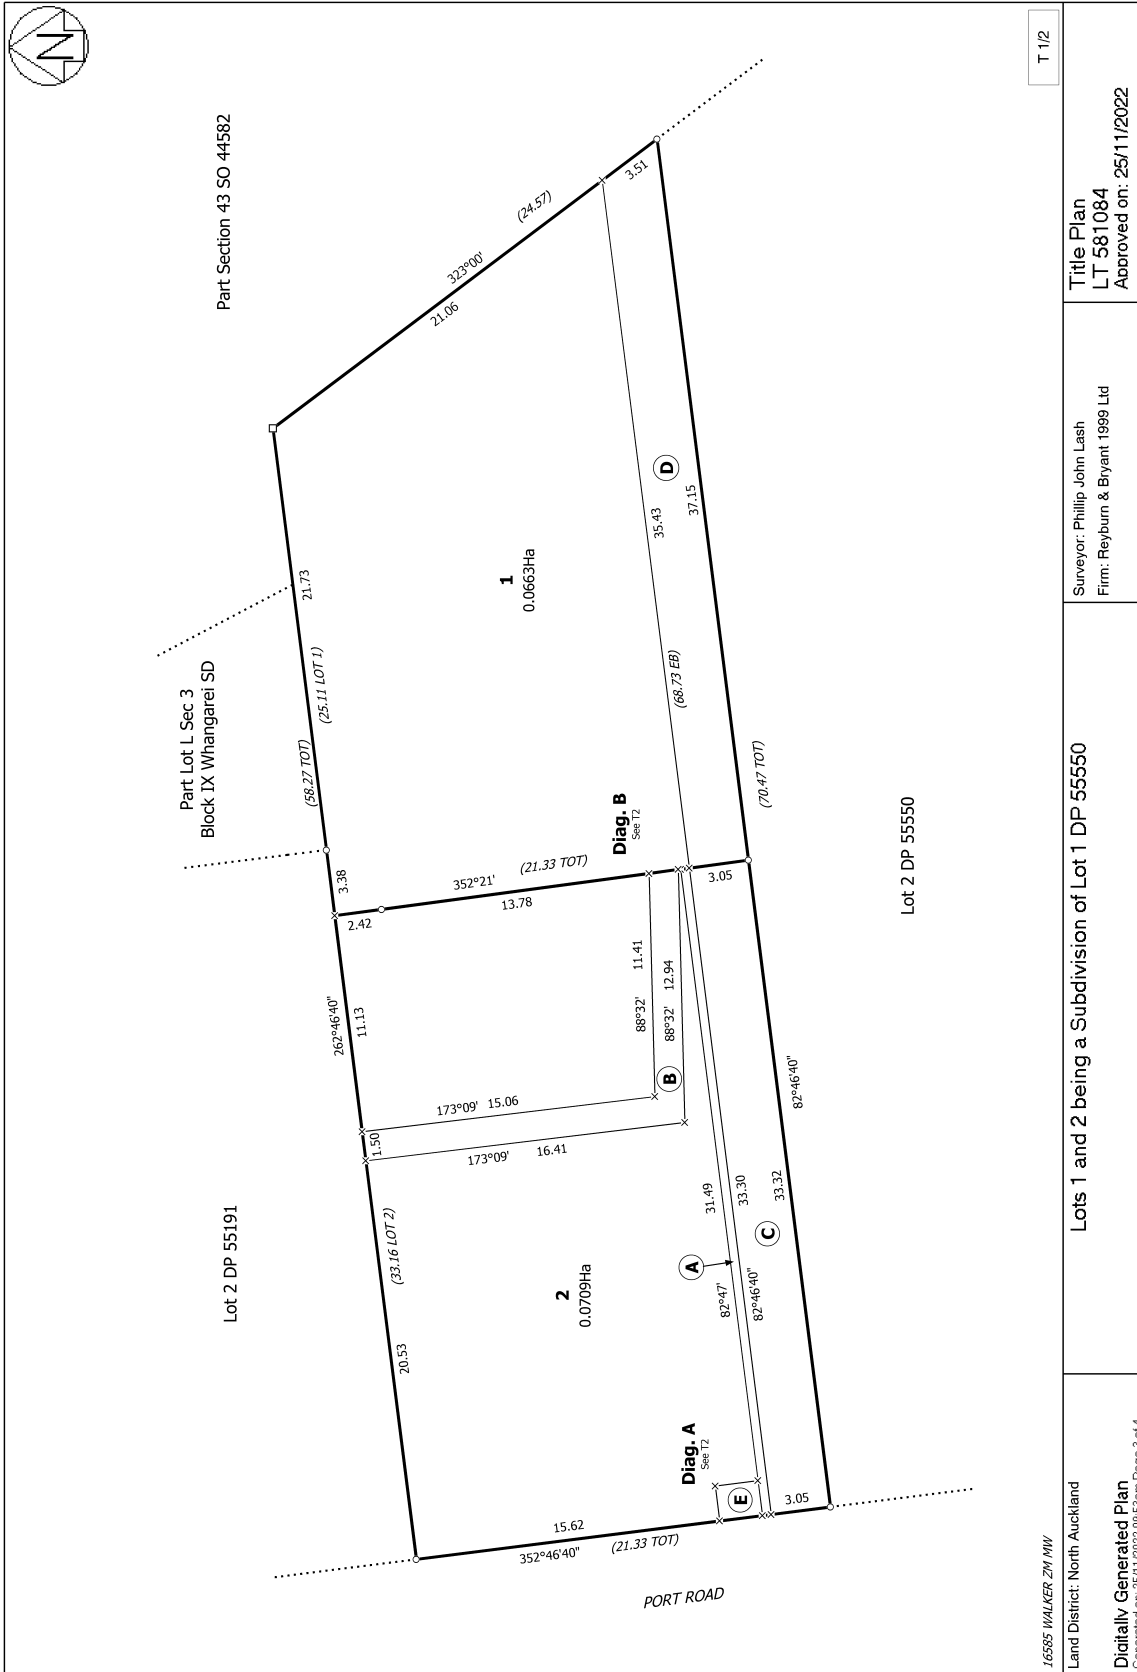 N
T 1/2
Part Section 43 SO 44582
(24.57)
323°00'
21.06
3.51
Part Lot L Sec 3
Block IX Whangarei SD
21.73
(25.11 LOT 1)
(58.27 TOT)
1
0.0663Ha
D
35.43
37.15
(68.73 EB)
(70.47 TOT)
Diag. B
See T2
3.38
2.42
352°21'
(21.33 TOT)
13.78
3.05
Lot 2 DP 55550
262°46'40"
11.13
11.41
88°32'
12.94
88°32'
B
173°09' 15.06
1.50
173°09' 16.41
82°46'40"
Lot 2 DP 55191
(33.16 LOT 2)
20.53
2
0.0709Ha
31.49
33.30
33.32
A
C
82°47'
82°46'40"
Diag. A
See T2
E
3.05
15.62
352°46'40"
(21.33 TOT)
PORT ROAD
16585 WALKER ZM MW
Land District: North Auckland
Digitally Generated Plan
Lots 1 and 2 being a Subdivision of Lot 1 DP 55550
Surveyor: Phillip John Lash
Firm: Reyburn & Bryant 1999 Ltd
Title Plan
LT 581084
Approved on: 25/11/2022